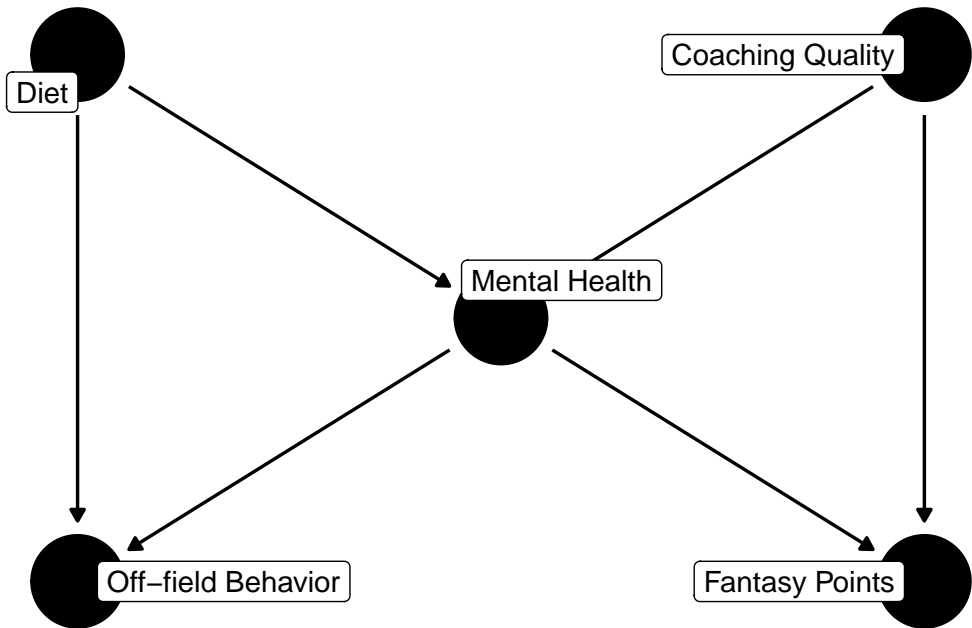 Coaching Quality
Diet
Mental Health
Off−field Behavior
Fantasy Points